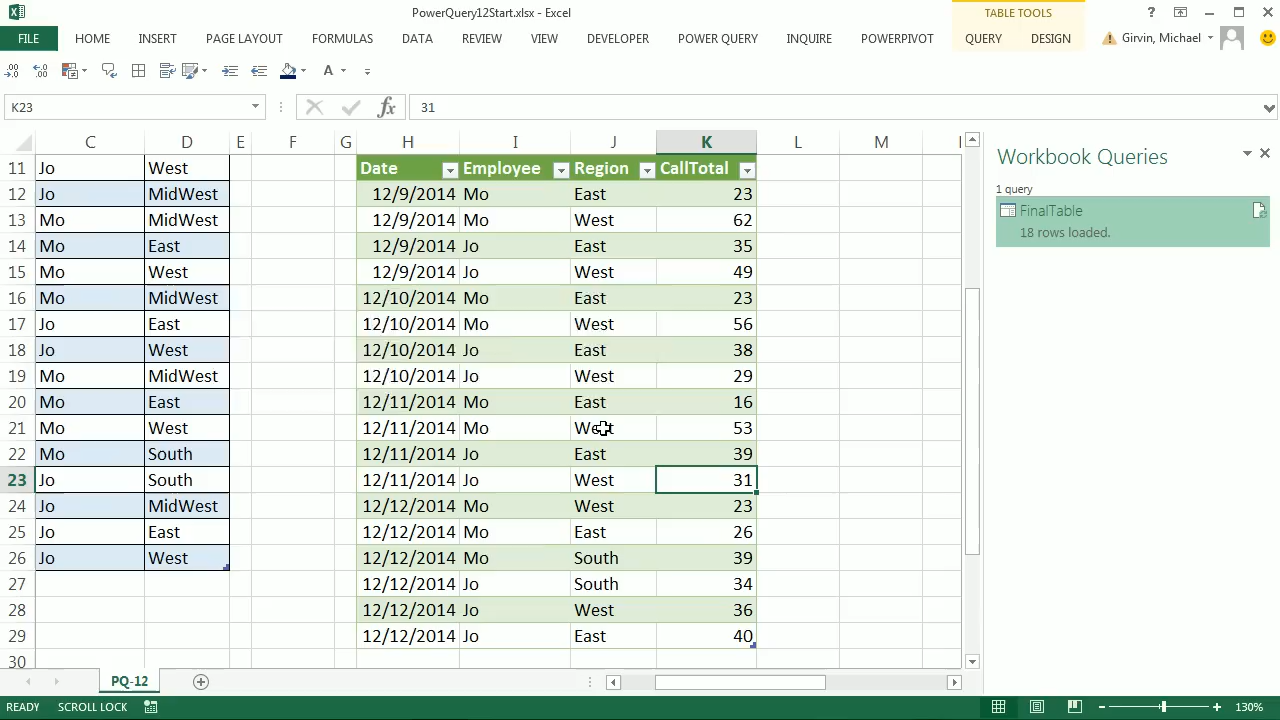 PowerQuery12Start.xlsx - Excel
TABLE TOOLS
?
FILE HOME INSERT PAGE LAYOUT FORMULAS DATA REVIEW VIEW DEVELOPER POWER QUERY INQUIRE POWERPIVOT QUERY DESIGN Girvin, Michael
K23 fx 31
C D E F G H I J K L M
Workbook Queries
1 query
FinalTable
18 rows loaded.
11 Jo West Date Employee Region CallTotal
12 Jo MidWest 12/9/2014 Mo East 23
13 Mo MidWest 12/9/2014 Mo West 62
14 Mo East 12/9/2014 Jo East 35
15 Mo West 12/9/2014 Jo West 49
16 Mo MidWest 12/10/2014 Mo East 23
17 Jo East 12/10/2014 Mo West 56
18 Jo West 12/10/2014 Jo East 38
19 Mo MidWest 12/10/2014 Jo West 29
20 Mo East 12/11/2014 Mo East 16
21 Mo West 12/11/2014 Mo West 53
22 Mo South 12/11/2014 Jo East 39
23 Jo South 12/11/2014 Jo West 31
24 Jo MidWest 12/12/2014 Mo West 23
25 Jo East 12/12/2014 Mo East 26
26 Jo West 12/12/2014 Mo South 39
27 12/12/2014 Jo South 34
28 12/12/2014 Jo West 36
29 12/12/2014 Jo East 40
30
PQ-12
READY SCROLL LOCK 130%